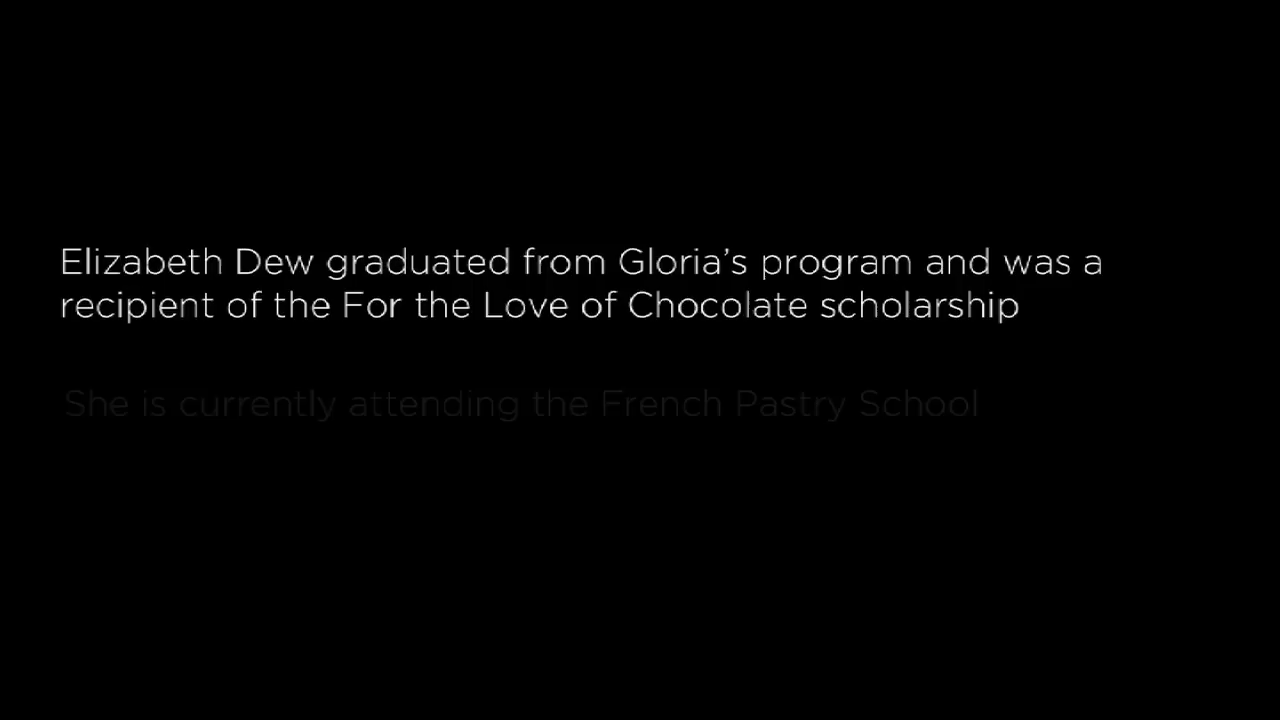 Elizabeth Dew graduated from Gloria’s program and was a
recipient of the For the Love of Chocolate scholarship
She is currently attending the French Pastry School